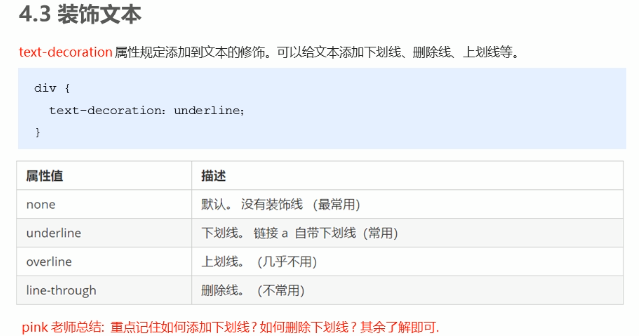 4.3 装饰文本
text-decoration 属性规定添加到文本的修饰。可以给文本添加下划线、删除线、上划线等。
div {
text-decoration: underline;
}
属性值 描述
none 默认。没有装饰线 (最常用)
underline 下划线。链接 a 自带下划线 (常用)
overline 上划线。(几乎不用)
line-through 删除线。(不常用)
pink 老师总结: 重点记住如何添加下划线? 如何删除下划线? 其余了解即可.